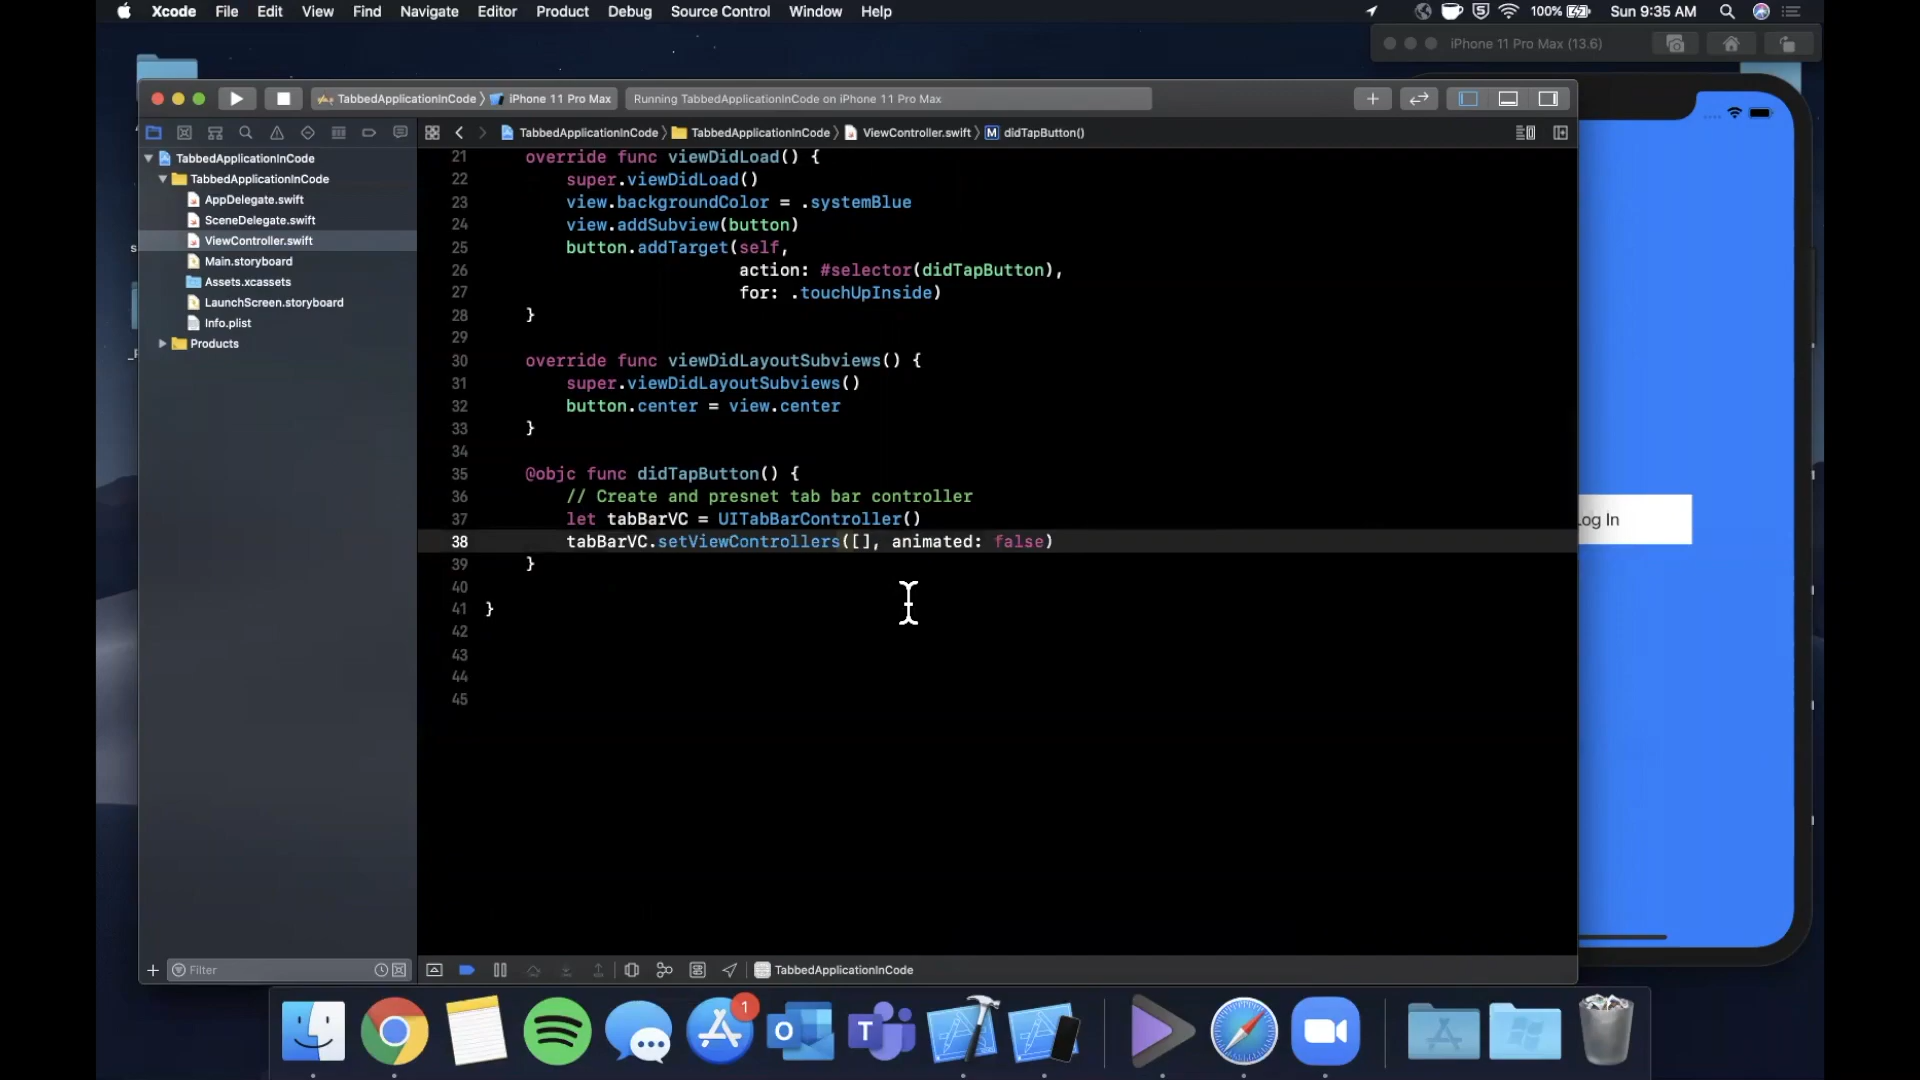 Xcode File Edit View Find Navigate Editor Product Debug Source Control Window Help 100% Sun 9:35 AM
iPhone 11 Pro Max (13.6)
TabbedApplicationInCode iPhone 11 Pro Max Running TabbedApplicationInCode on iPhone 11 Pro Max
TabbedApplicationInCode TabbedApplicationInCode ViewController.swift M didTapButton()
TabbedApplicationInCode
TabbedApplicationInCode
AppDelegate.swift
SceneDelegate.swift
ViewController.swift
Main.storyboard
Assets.xcassets
LaunchScreen.storyboard
Info.plist
Products
21 override func viewDidLoad() {
22 super.viewDidLoad()
23 view.backgroundColor = .systemBlue
24 view.addSubview(button)
25 button.addTarget(self,
26 action: #selector(didTapButton),
27 for: .touchUpInside)
28 }
29
30 override func viewDidLayoutSubviews() {
31 super.viewDidLayoutSubviews()
32 button.center = view.center
33 }
34
35 @objc func didTapButton() {
36 // Create and presnet tab bar controller
37 let tabBarVC = UITabBarController()
38 tabBarVC.setViewControllers([], animated: false)
39 }
40
41 }
42
43
44
45
Log In
Filter
TabbedApplicationInCode
1